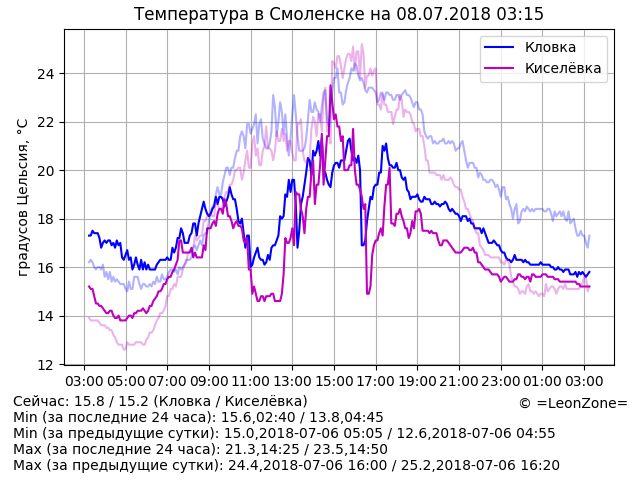 Температура в Смоленске на 08.07.2018 03:15
Кловка
Киселёвка
градусов Цельсия, °C
24
22
20
18
16
14
12
03:00 05:00 07:00 09:00 11:00 13:00 15:00 17:00 19:00 21:00 23:00 01:00 03:00
Сейчас: 15.8 / 15.2 (Кловка / Киселёвка)
© =LeonZone=
Min (за последние 24 часа): 15.6,02:40 / 13.8,04:45
Min (за предыдущие сутки): 15.0,2018-07-06 05:05 / 12.6,2018-07-06 04:55
Max (за последние 24 часа): 21.3,14:25 / 23.5,14:50
Max (за предыдущие сутки): 24.4,2018-07-06 16:00 / 25.2,2018-07-06 16:20